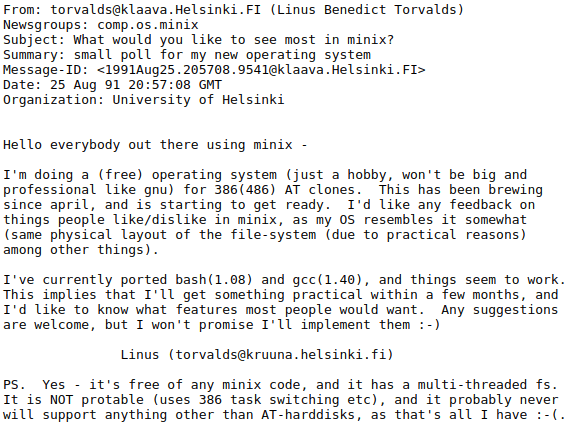 From: torvalds@klaava.Helsinki.FI (Linus Benedict Torvalds)
Newsgroups: comp.os.minix
Subject: What would you like to see most in minix?
Summary: small poll for my new operating system
Message-ID: <1991Aug25.205708.9541@klaava.Helsinki.FI>
Date: 25 Aug 91 20:57:08 GMT
Organization: University of Helsinki

Hello everybody out there using minix -

I'm doing a (free) operating system (just a hobby, won't be big and
professional like gnu) for 386(486) AT clones.  This has been brewing
since april, and is starting to get ready.  I'd like any feedback on
things people like/dislike in minix, as my OS resembles it somewhat
(same physical layout of the file-system (due to practical reasons)
among other things).

I've currently ported bash(1.08) and gcc(1.40), and things seem to work.
This implies that I'll get something practical within a few months, and
I'd like to know what features most people would want.  Any suggestions
are welcome, but I won't promise I'll implement them :-)

Linus (torvalds@kruuna.helsinki.fi)

PS.  Yes - it's free of any minix code, and it has a multi-threaded fs.
It is NOT protable (uses 386 task switching etc), and it probably never
will support anything other than AT-harddisks, as that's all I have :-(.